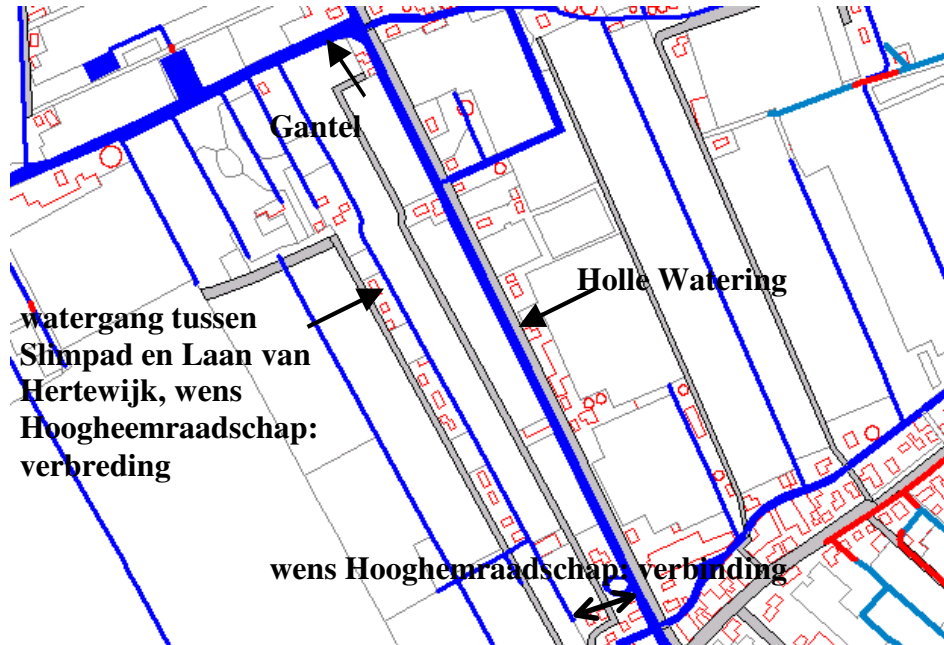 Gantel
Holle Watering
watergang tussen
Slimpad en Laan van
Hertewijk, wens
Hoogheemraadschap:
verbreding
wens Hooghemraadschap: verbinding